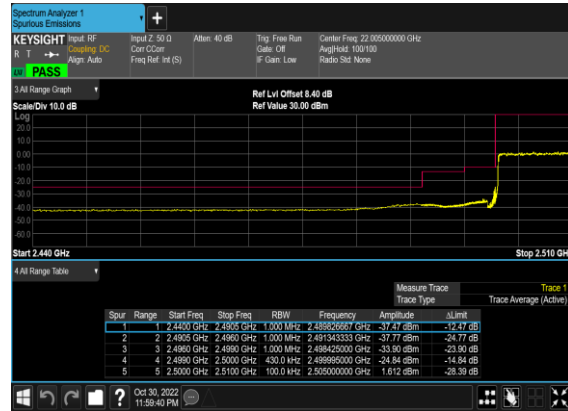 Spectrum Analyzer 1
Spurious Emissions
+
KEYSIGHT Input: RF Input Z: 50 Ω Atten: 40 dB Trig: Free Run Center Freq: 22.005000000 GHz
R T Coupling: DC Corr CCorr Gate: Off Avg|Hold: 100/100
Align: Auto Freq Ref: Int (S) IF Gain: Low Radio Std: None
LW PASS
3 All Range Graph
Ref Lvl Offset 8.40 dB
Scale/Div 10.0 dB Ref Value 30.00 dBm
Log
20.0
10.0
0.00
-10.0
-20.0
-30.0
-40.0
-50.0
-60.0
Start 2.440 GHz Stop 2.510 GH
4 All Range Table
Measure Trace Trace 1
Trace Type Trace Average (Active)
Spur Range Start Freq Stop Freq RBW Frequency Amplitude ΔLimit
1 1 2.4400 GHz 2.4905 GHz 1.000 MHz 2.489826667 GHz -37.47 dBm -12.47 dB
2 2 2.4905 GHz 2.4960 GHz 1.000 MHz 2.491343333 GHz -37.77 dBm -24.77 dB
3 3 2.4960 GHz 2.4990 GHz 1.000 MHz 2.498425000 GHz -33.90 dBm -23.90 dB
4 4 2.4990 GHz 2.5000 GHz 430.0 kHz 2.499995000 GHz -24.84 dBm -14.84 dB
5 5 2.5000 GHz 2.5100 GHz 100.0 kHz 2.505000000 GHz 1.612 dBm -28.39 dB
? Oct 30, 2022
11:59:40 PM